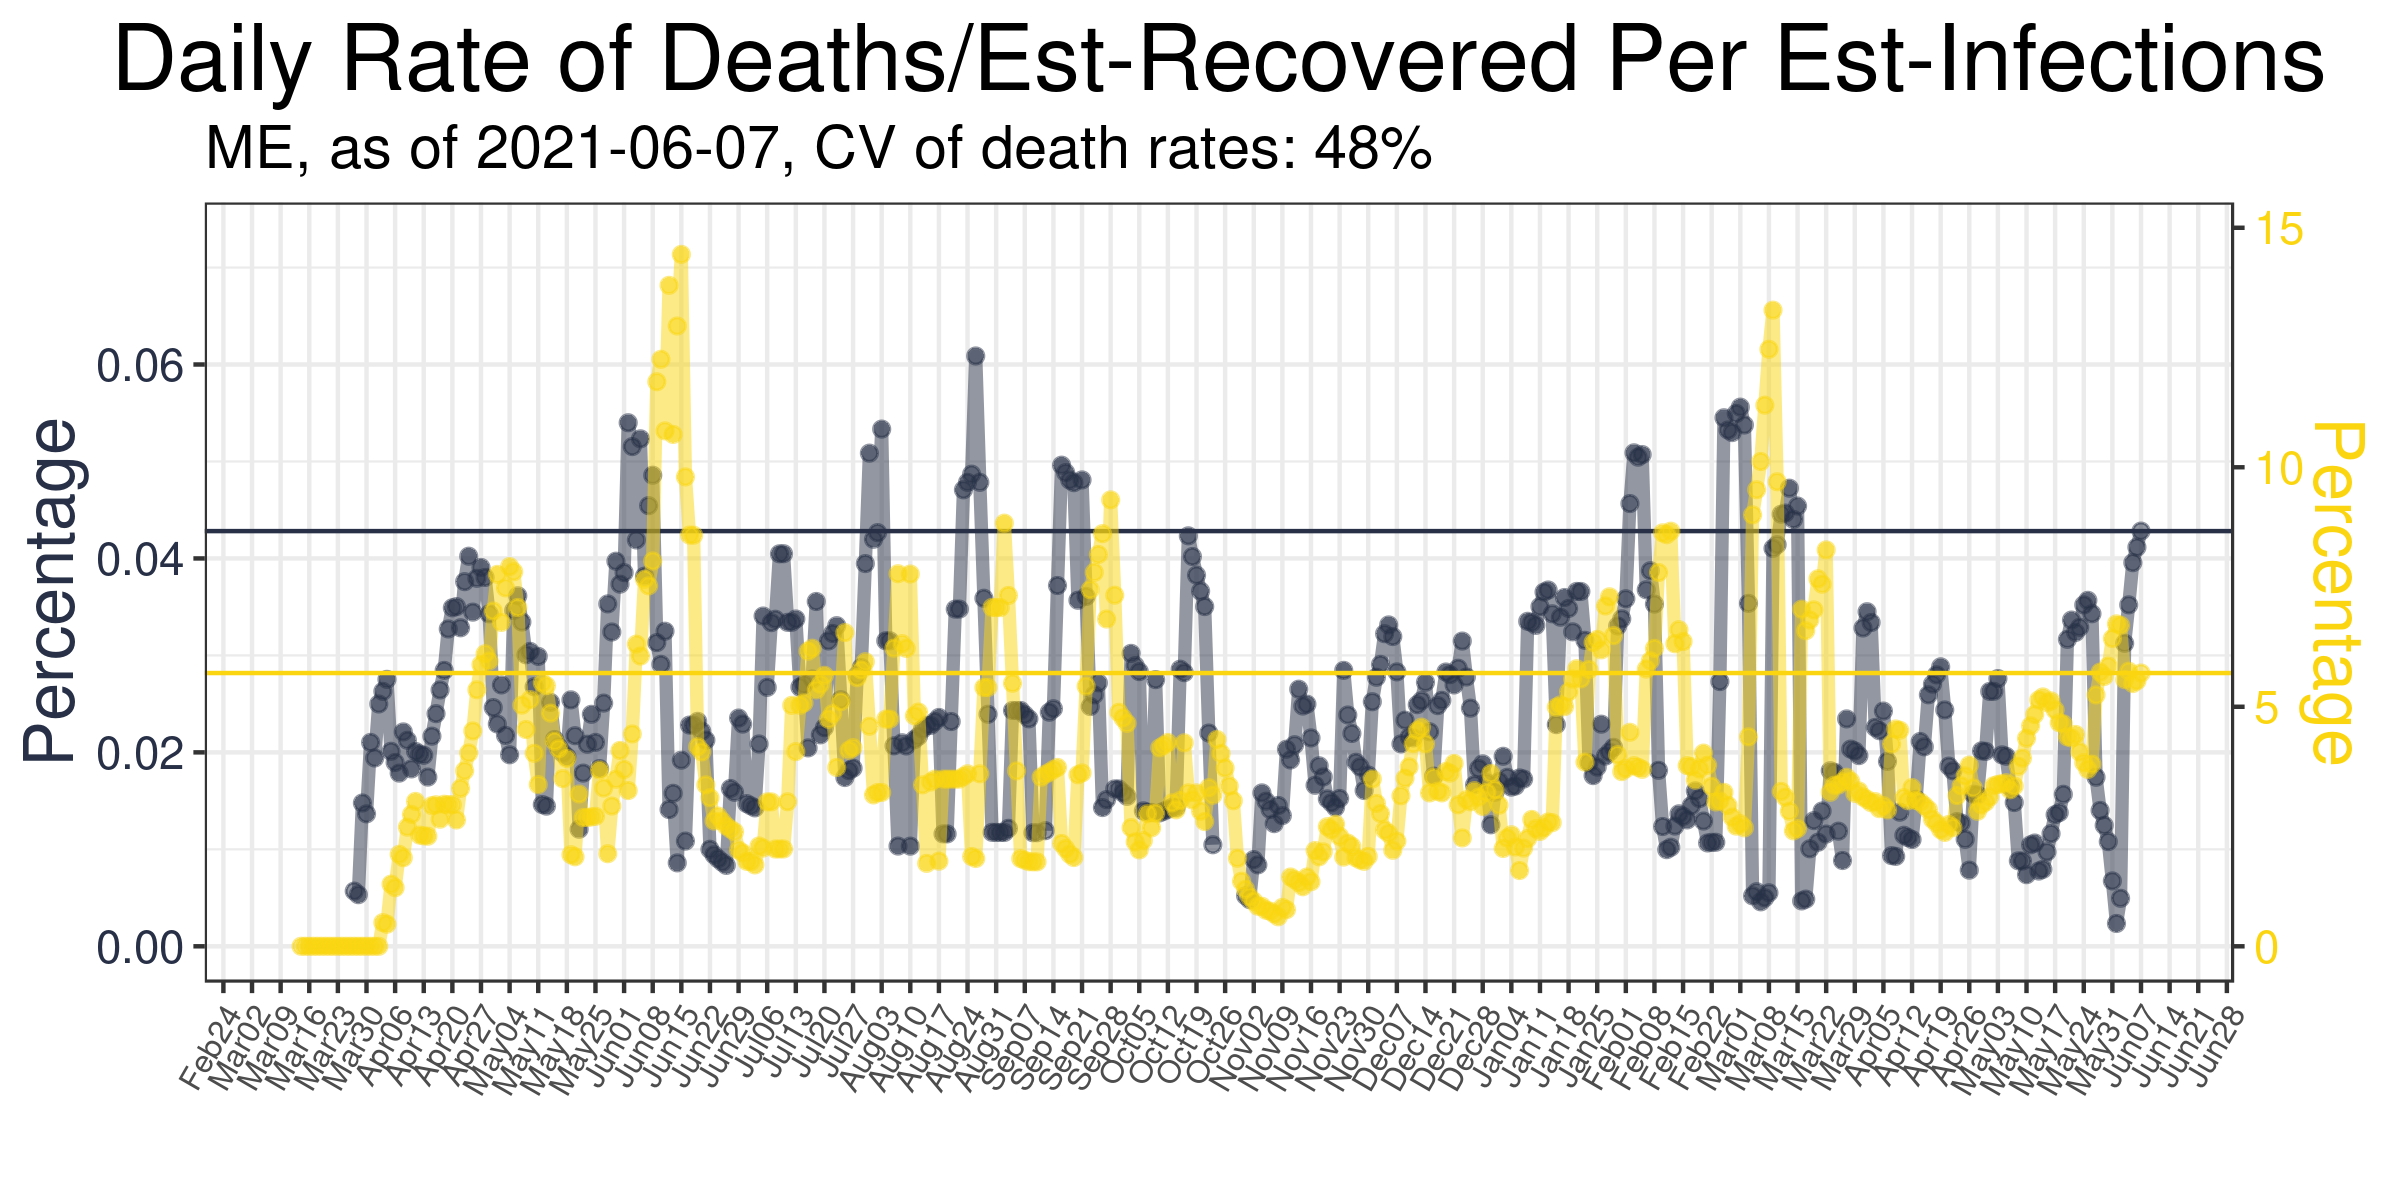 Daily Rate of Deaths/Est-Recovered Per Est-Infections
ME, as of 2021-06-07, CV of death rates: 48%
Percentage
0.06
0.04
0.02
0.00
15
10
5
0
Percentage
Feb24
Mar02
Mar09
Mar16
Mar23
Mar30
Apr06
Apr13
Apr20
Apr27
May04
May11
May18
May25
Jun01
Jun08
Jun15
Jun22
Jun29
Jul06
Jul13
Jul20
Jul27
Aug03
Aug10
Aug17
Aug24
Aug31
Sep07
Sep14
Sep21
Sep28
Oct05
Oct12
Oct19
Oct26
Nov02
Nov09
Nov16
Nov23
Nov30
Dec07
Dec14
Dec21
Dec28
Jan04
Jan11
Jan18
Jan25
Feb01
Feb08
Feb15
Feb22
Mar01
Mar08
Mar15
Mar22
Mar29
Apr05
Apr12
Apr19
Apr26
May03
May10
May17
May24
May31
Jun07
Jun14
Jun21
Jun28